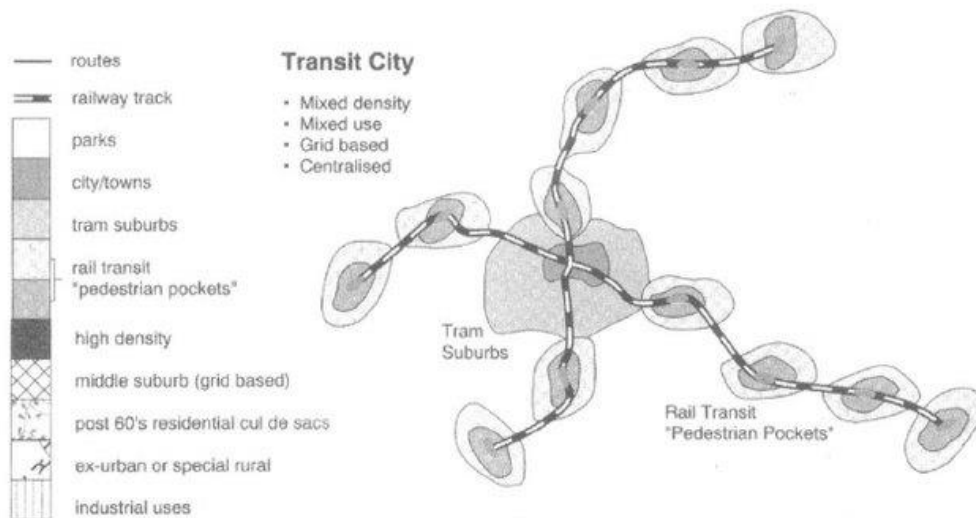 routes
railway track
parks
city/towns
tram suburbs
rail transit
"pedestrian pockets"
high density
middle suburb (grid based)
post 60's residential cul de sacs
ex-urban or special rural
industrial uses
Transit City
• Mixed density
• Mixed use
• Grid based
• Centralised
Tram
Suburbs
Rail Transit
"Pedestrian Pockets"